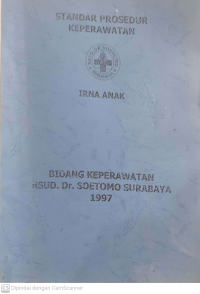 STANDAR PROSEDUR
KEPERAWATAN
IRNA ANAK
BIDANG KEPERAWATAN
RSUD. Dr. SOETOMO SURABAYA
1997
Dipindai dengan CamScanner